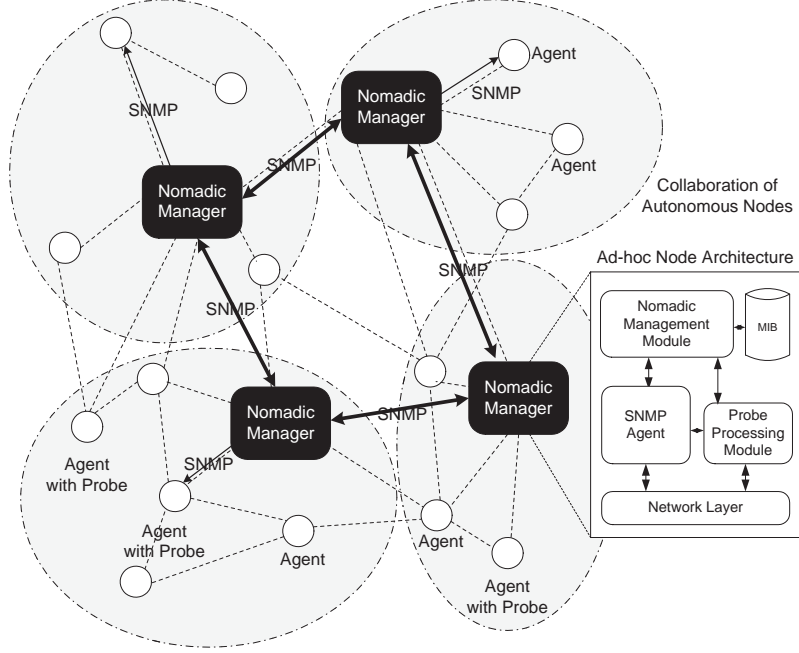 Agent
SNMP
Nomadic
Manager
SNMP
Agent
SNMP
Nomadic
Manager
Collaboration of
Autonomous Nodes
SNMP
SNMP
Ad-hoc Node Architecture
Nomadic
Management
Module
MIB
SNMP
Agent
Probe
Processing
Module
Network Layer
Nomadic
Manager
Nomadic
Manager
SNMP
SNMP
Agent
with Probe
Agent
with Probe
Agent
Agent
Agent
with Probe